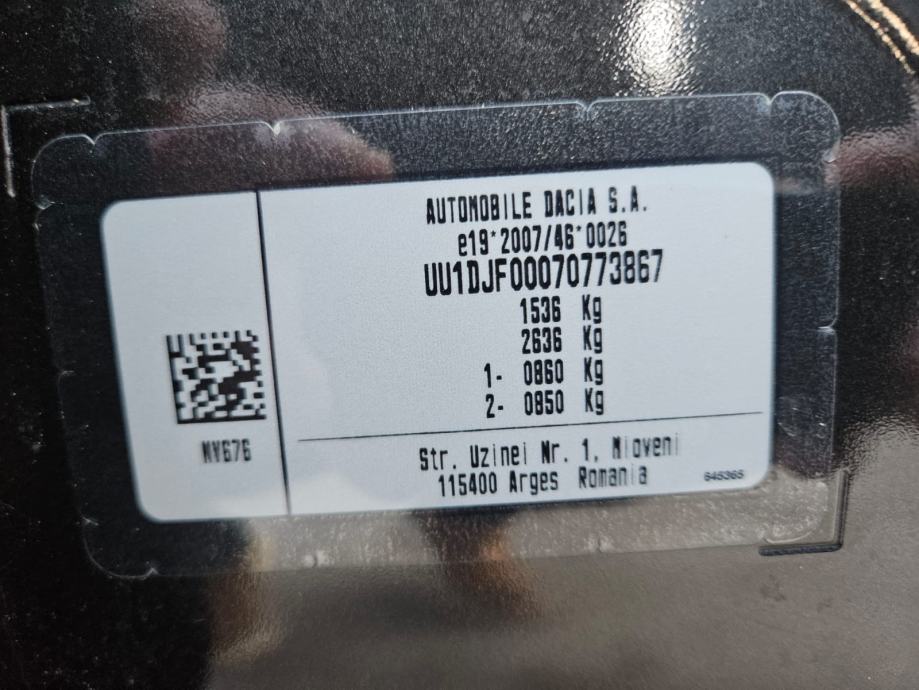 AUTOMOBILE DACIA S.A.
e19*2007/46*0026
UU1DJF00070773867
1536 Kg
2636 Kg
1- 0860 Kg
2- 0850 Kg
NV676
Str. Uzinei Nr. 1, Mioveni
115400 Arges Romania
645365